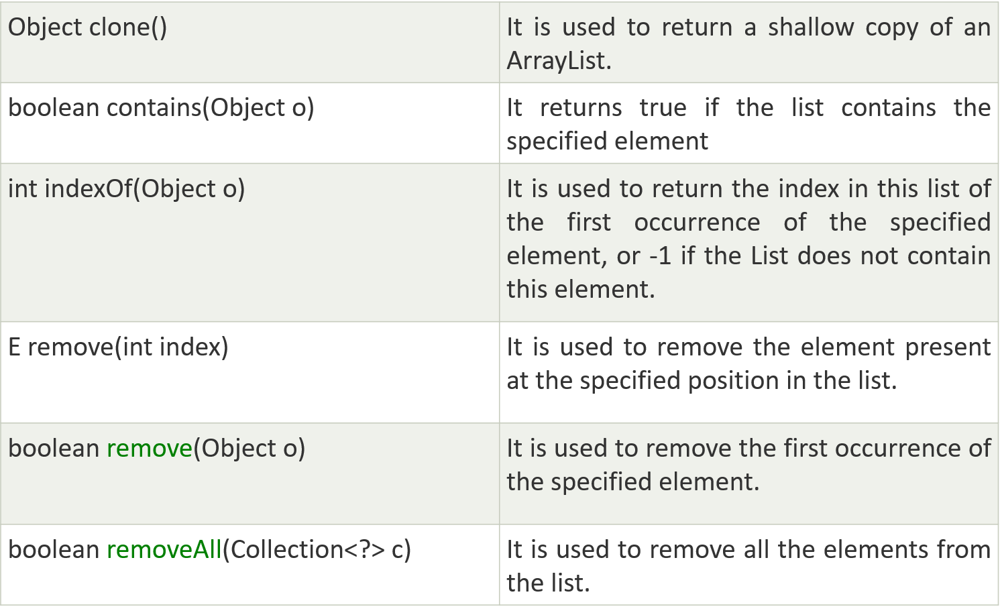 Object clone()
It is used to return a shallow copy of an
ArrayList.
boolean contains(Object o)
It returns true if the list contains the
specified element
int indexOf(Object o)
It is used to return the index in this list of
the first occurrence of the specified
element, or -1 if the List does not contain
this element.
E remove(int index)
It is used to remove the element present
at the specified position in the list.
boolean remove(Object o)
It is used to remove the first occurrence of
the specified element.
boolean removeAll(Collection<?> c)
It is used to remove all the elements from
the list.